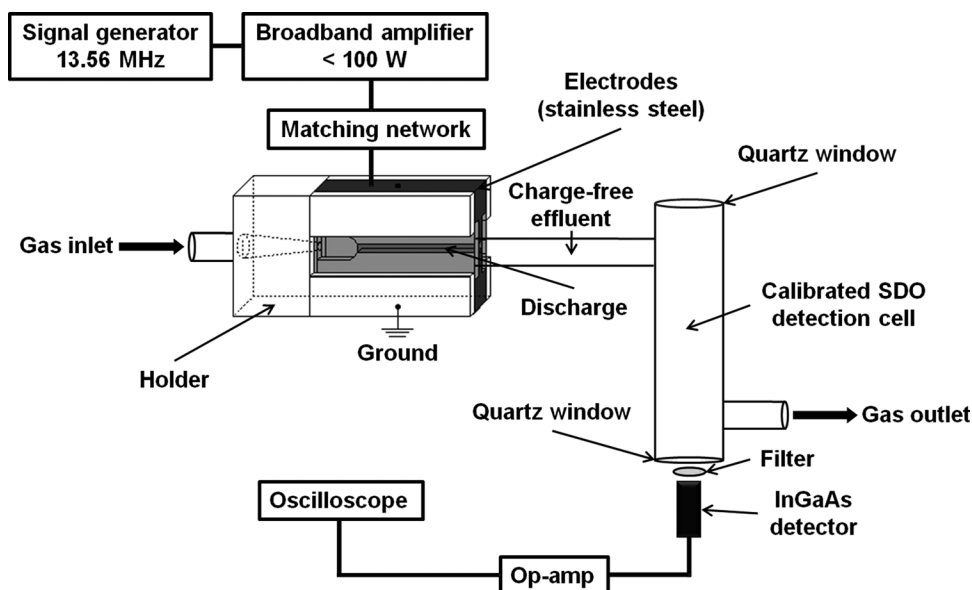 Signal generator
13.56 MHz
Broadband amplifier
< 100 W
Matching network
Electrodes
(stainless steel)
Quartz window
Charge-free
effluent
Gas inlet
Discharge
Calibrated SDO
detection cell
Ground
Holder
Quartz window
Gas outlet
Filter
Oscilloscope
InGaAs
detector
Op-amp